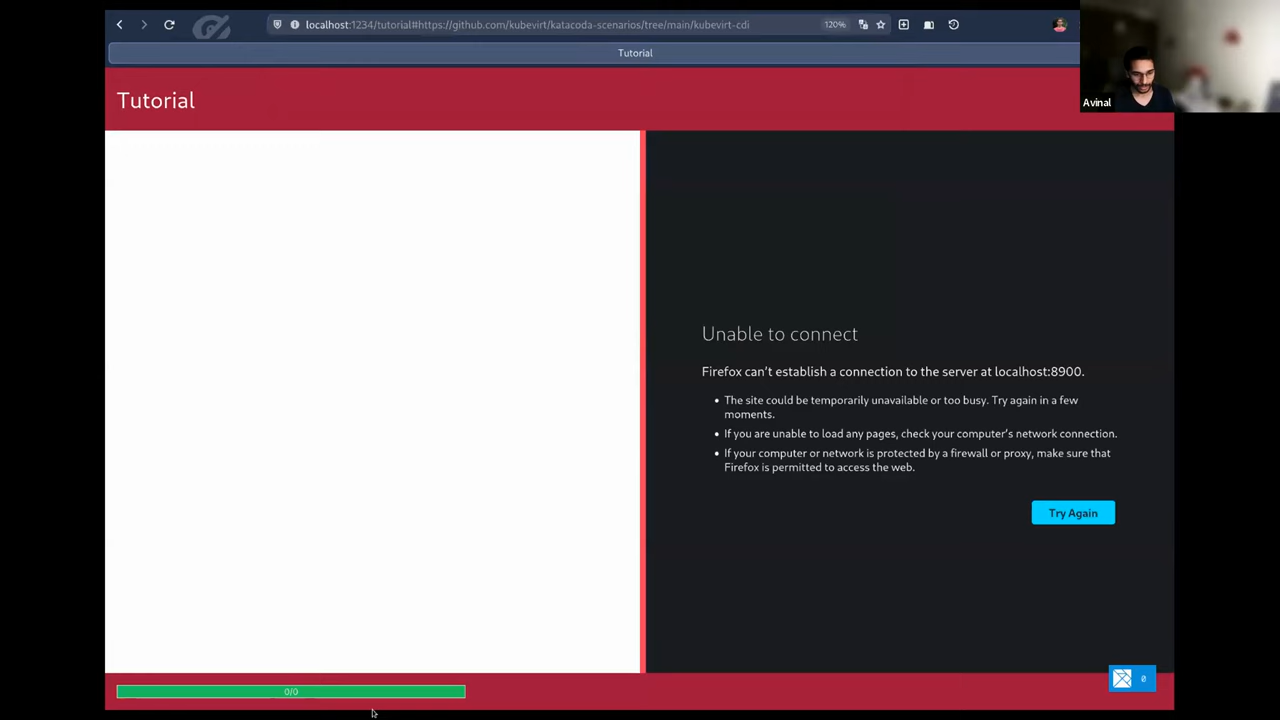 localhost:1234/tutorial#https://github.com/kubevirt/katacoda-scenarios/tree/main/kubevirt-cdi
120%
Tutorial
Tutorial
Avinal
Unable to connect
Firefox can't establish a connection to the server at localhost:8900.
• The site could be temporarily unavailable or too busy. Try again in a few
moments.
• If you are unable to load any pages, check your computer's network connection.
• If your computer or network is protected by a firewall or proxy, make sure that
Firefox is permitted to access the web.
Try Again
0/0
0